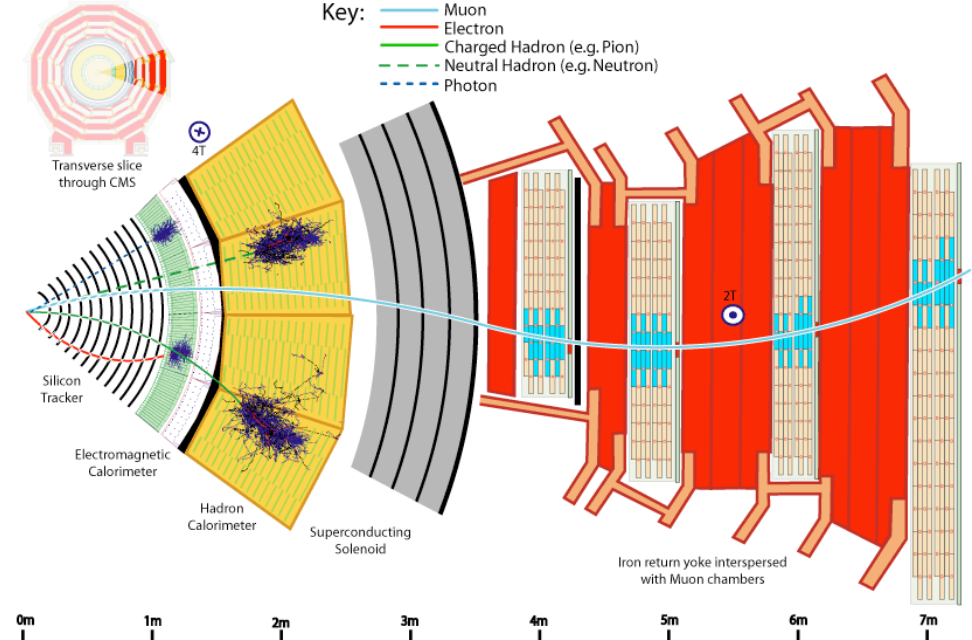 Key:
Muon
Electron
Charged Hadron (e.g. Pion)
Neutral Hadron (e.g. Neutron)
Photon
Transverse slice
through CMS
4T
2T
Silicon
Tracker
Electromagnetic
Calorimeter
Hadron
Calorimeter
Superconducting
Solenoid
Iron return yoke interspersed
with Muon chambers
0m
1m
2m
3m
4m
5m
6m
7m